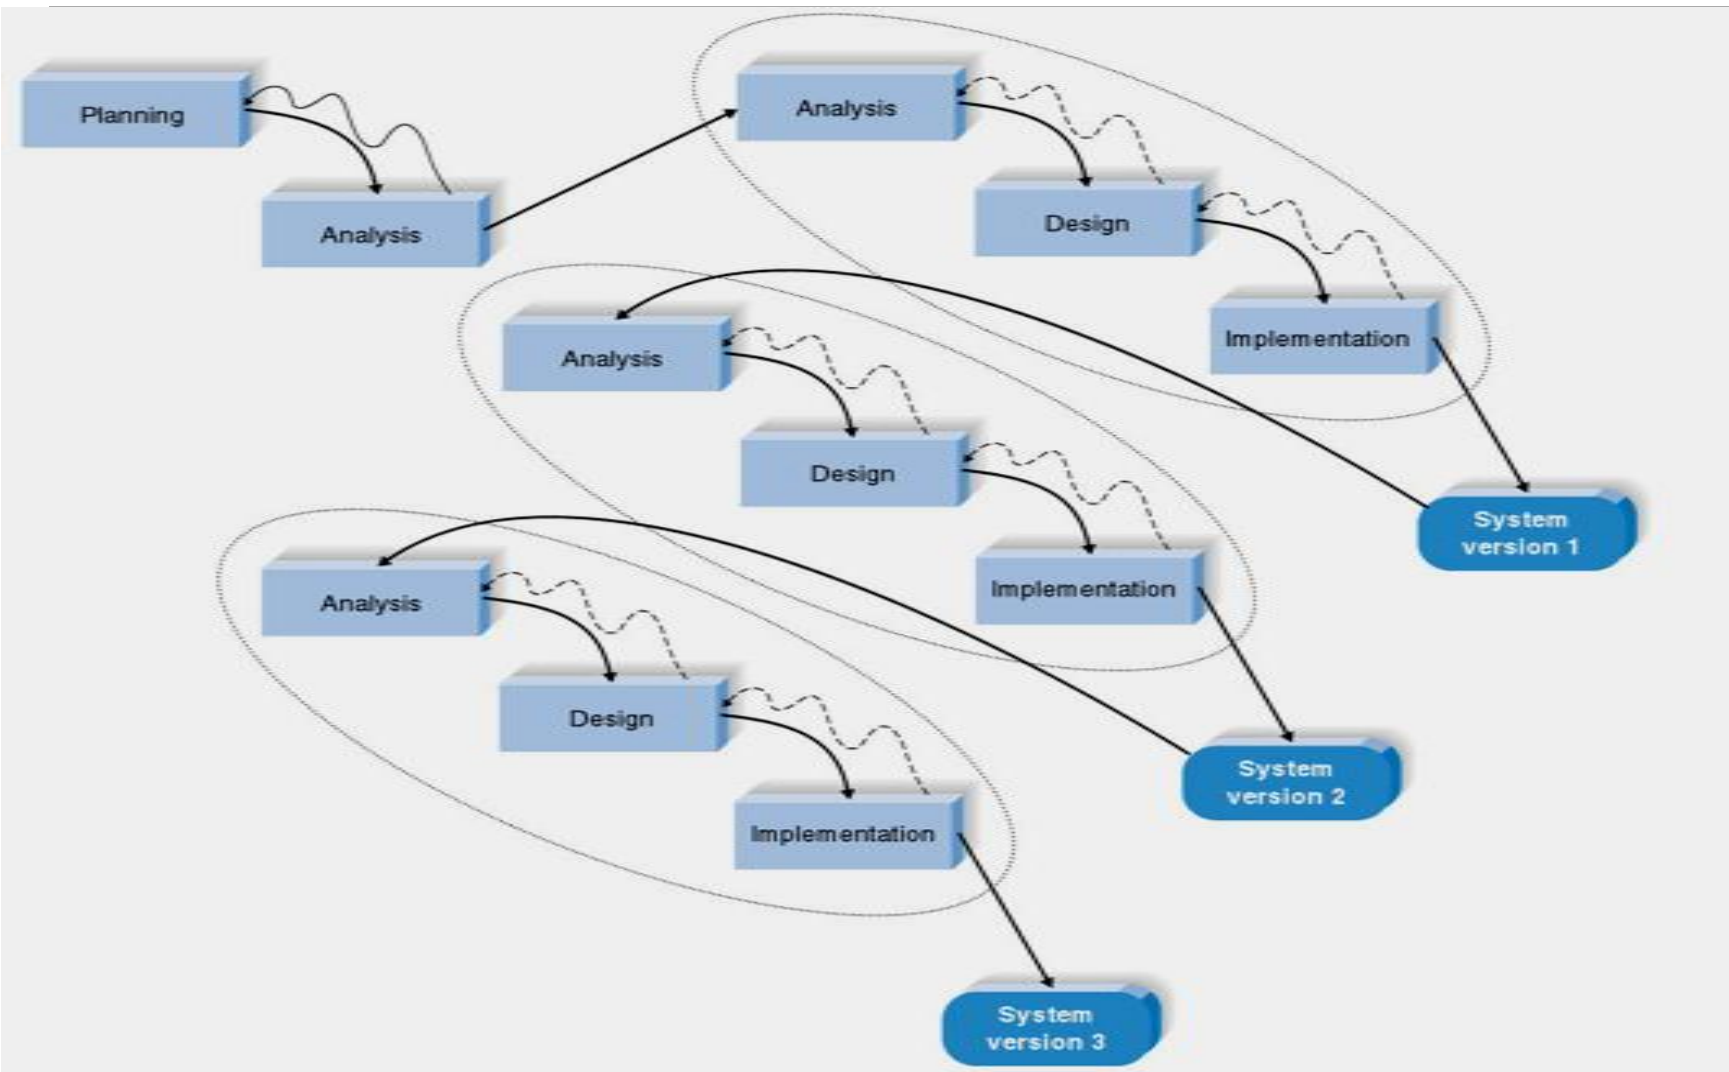 Planning
Analysis
Analysis
Design
Implementation
System
version 1
Analysis
Design
Implementation
System
version 2
Analysis
Design
Implementation
System
version 3